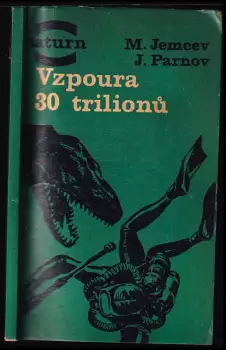 saturn
M. Jemcev
J. Parnov
Vzpoura
30 trilionů